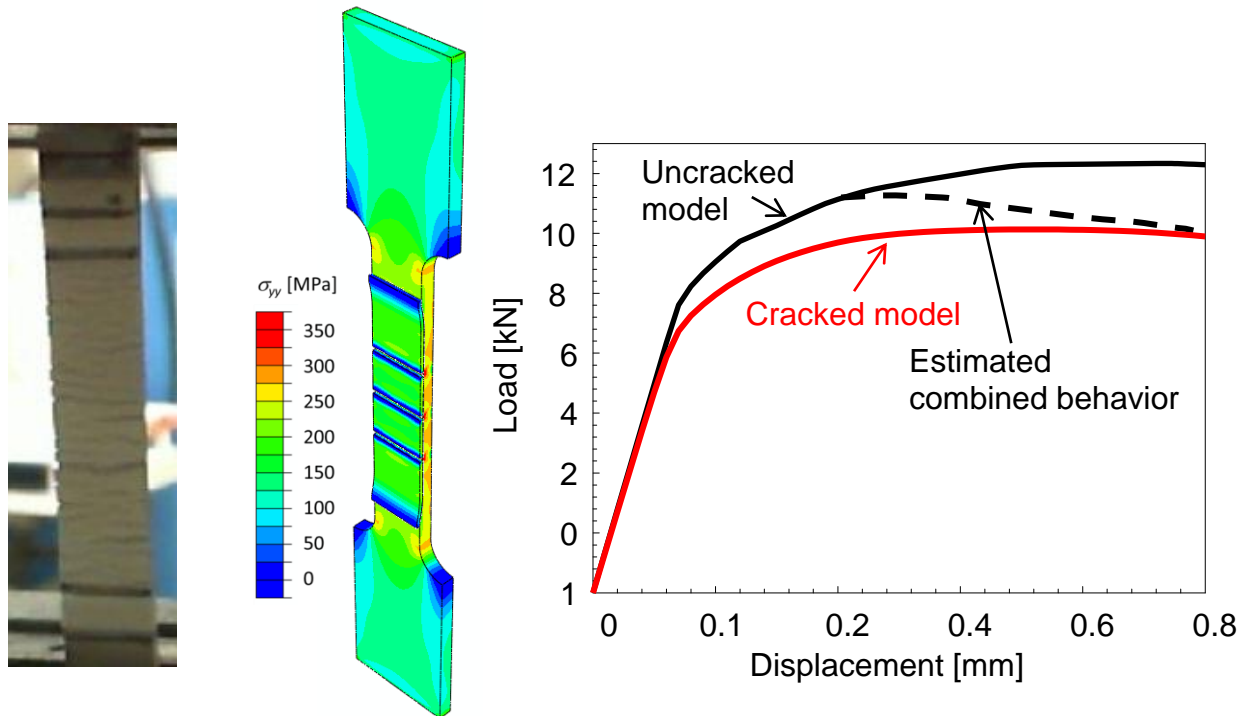 σyy [MPa]
350
300
250
200
150
100
50
0
Load [kN]
12
10
8
6
4
2
0
1
Uncracked
model
Cracked model
Estimated
combined behavior
0 0.1 0.2 0.4 0.6 0.8
Displacement [mm]